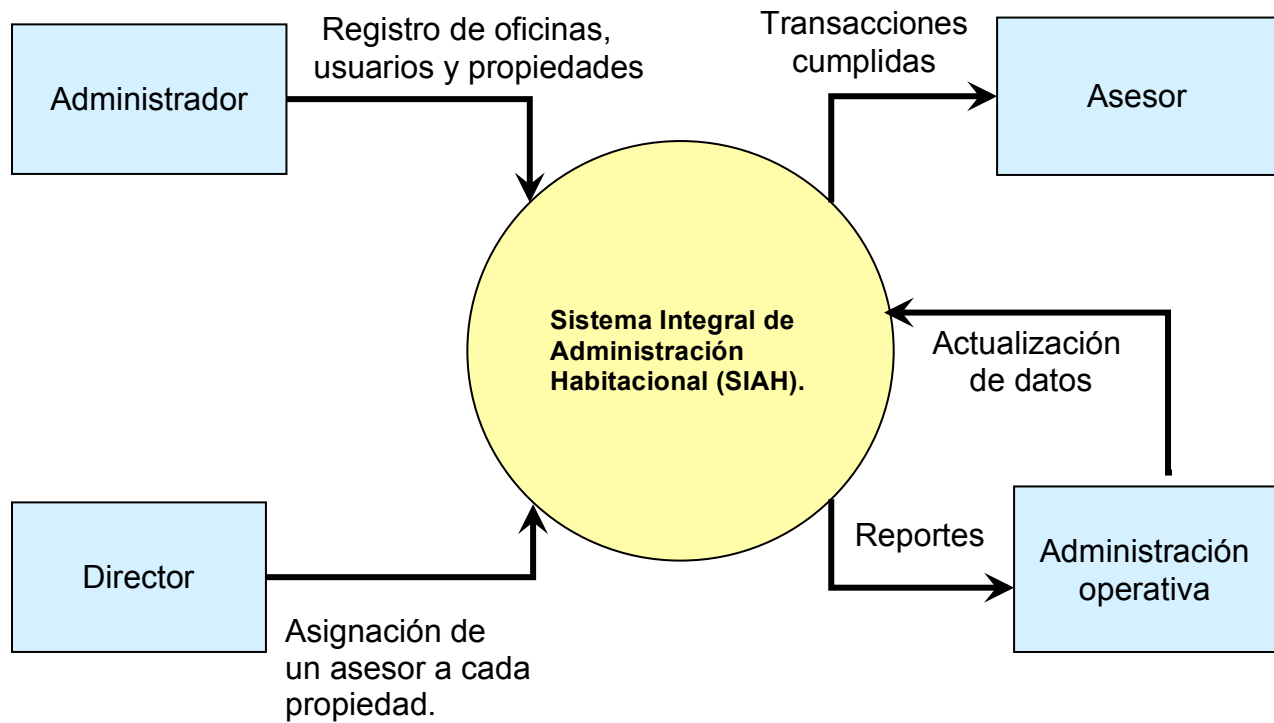 Registro de oficinas,
usuarios y propiedades
Transacciones
cumplidas
Administrador
Asesor
Sistema Integral de
Administración
Habitacional (SIAH).
Actualización
de datos
Director
Asignación de
un asesor a cada
propiedad.
Reportes
Administración
operativa